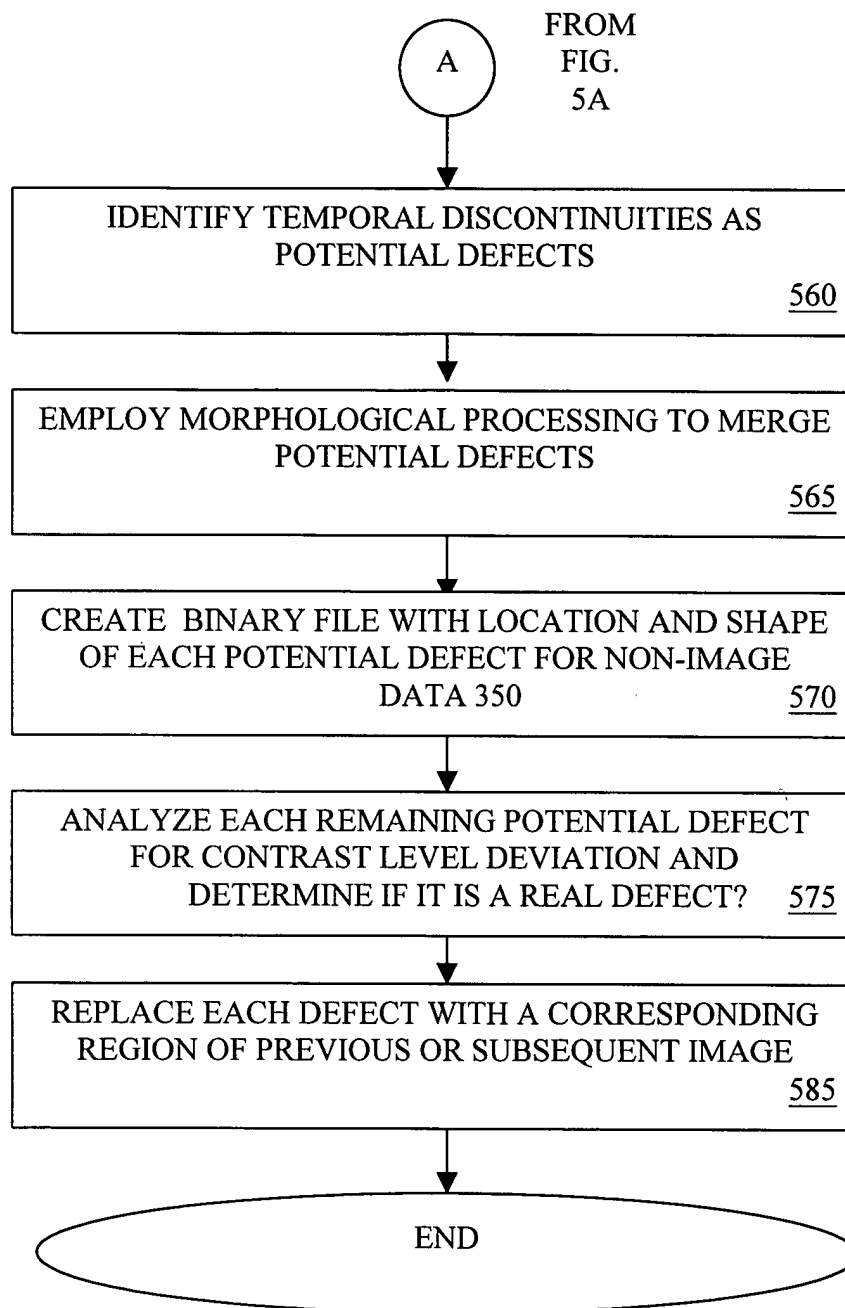 A
FROM
FIG.
5A
IDENTIFY TEMPORAL DISCONTINUITIES AS
POTENTIAL DEFECTS
560
EMPLOY MORPHOLOGICAL PROCESSING TO MERGE
POTENTIAL DEFECTS
565
CREATE BINARY FILE WITH LOCATION AND SHAPE
OF EACH POTENTIAL DEFECT FOR NON-IMAGE
DATA 350 570
ANALYZE EACH REMAINING POTENTIAL DEFECT
FOR CONTRAST LEVEL DEVIATION AND
DETERMINE IF IT IS A REAL DEFECT? 575
REPLACE EACH DEFECT WITH A CORRESPONDING
REGION OF PREVIOUS OR SUBSEQUENT IMAGE
585
END